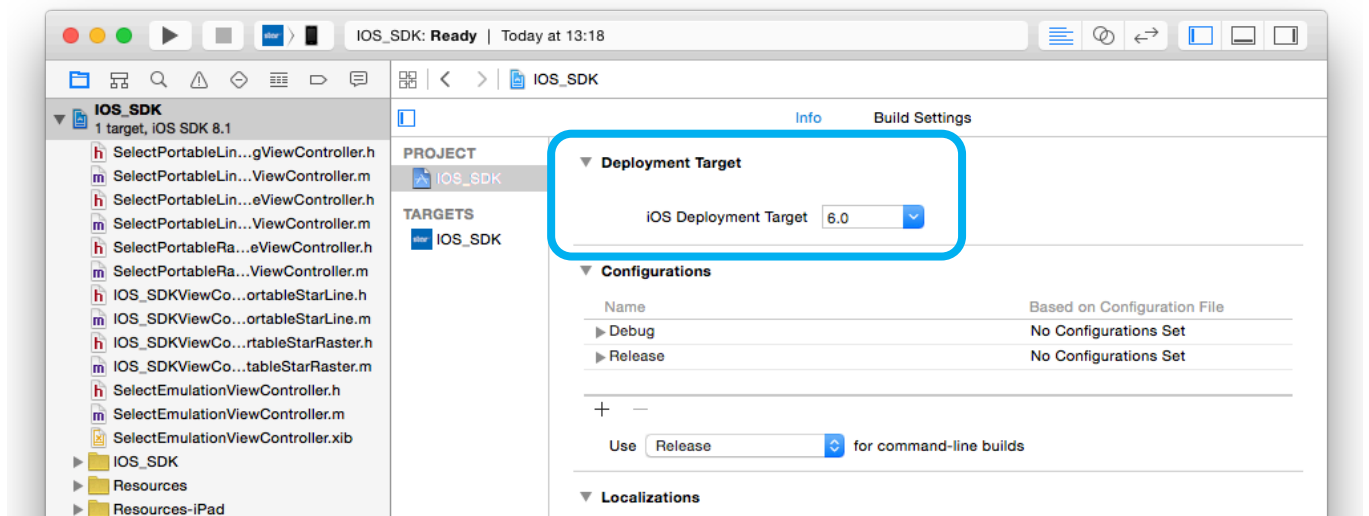 IOS_SDK: Ready | Today at 13:18
IOS_SDK
IOS_SDK
1 target, iOS SDK 8.1
Info Build Settings
h SelectPortableLin...gViewController.h
m SelectPortableLin...ViewController.m
h SelectPortableLin...eViewController.h
m SelectPortableLin...ViewController.m
h SelectPortableRa...eViewController.h
m SelectPortableRa...ViewController.m
h IOS_SDKViewCo...ortableStarLine.h
m IOS_SDKViewCo...ortableStarLine.m
h IOS_SDKViewCo...rtableStarRaster.h
m IOS_SDKViewCo...tableStarRaster.m
h SelectEmulationViewController.h
m SelectEmulationViewController.m
SelectEmulationViewController.xib
IOS_SDK
Resources
Resources-iPad
PROJECT
IOS_SDK
TARGETS
star IOS_SDK
Deployment Target
iOS Deployment Target 6.0
Configurations
Name Based on Configuration File
Debug No Configurations Set
Release No Configurations Set
Use Release for command-line builds
Localizations